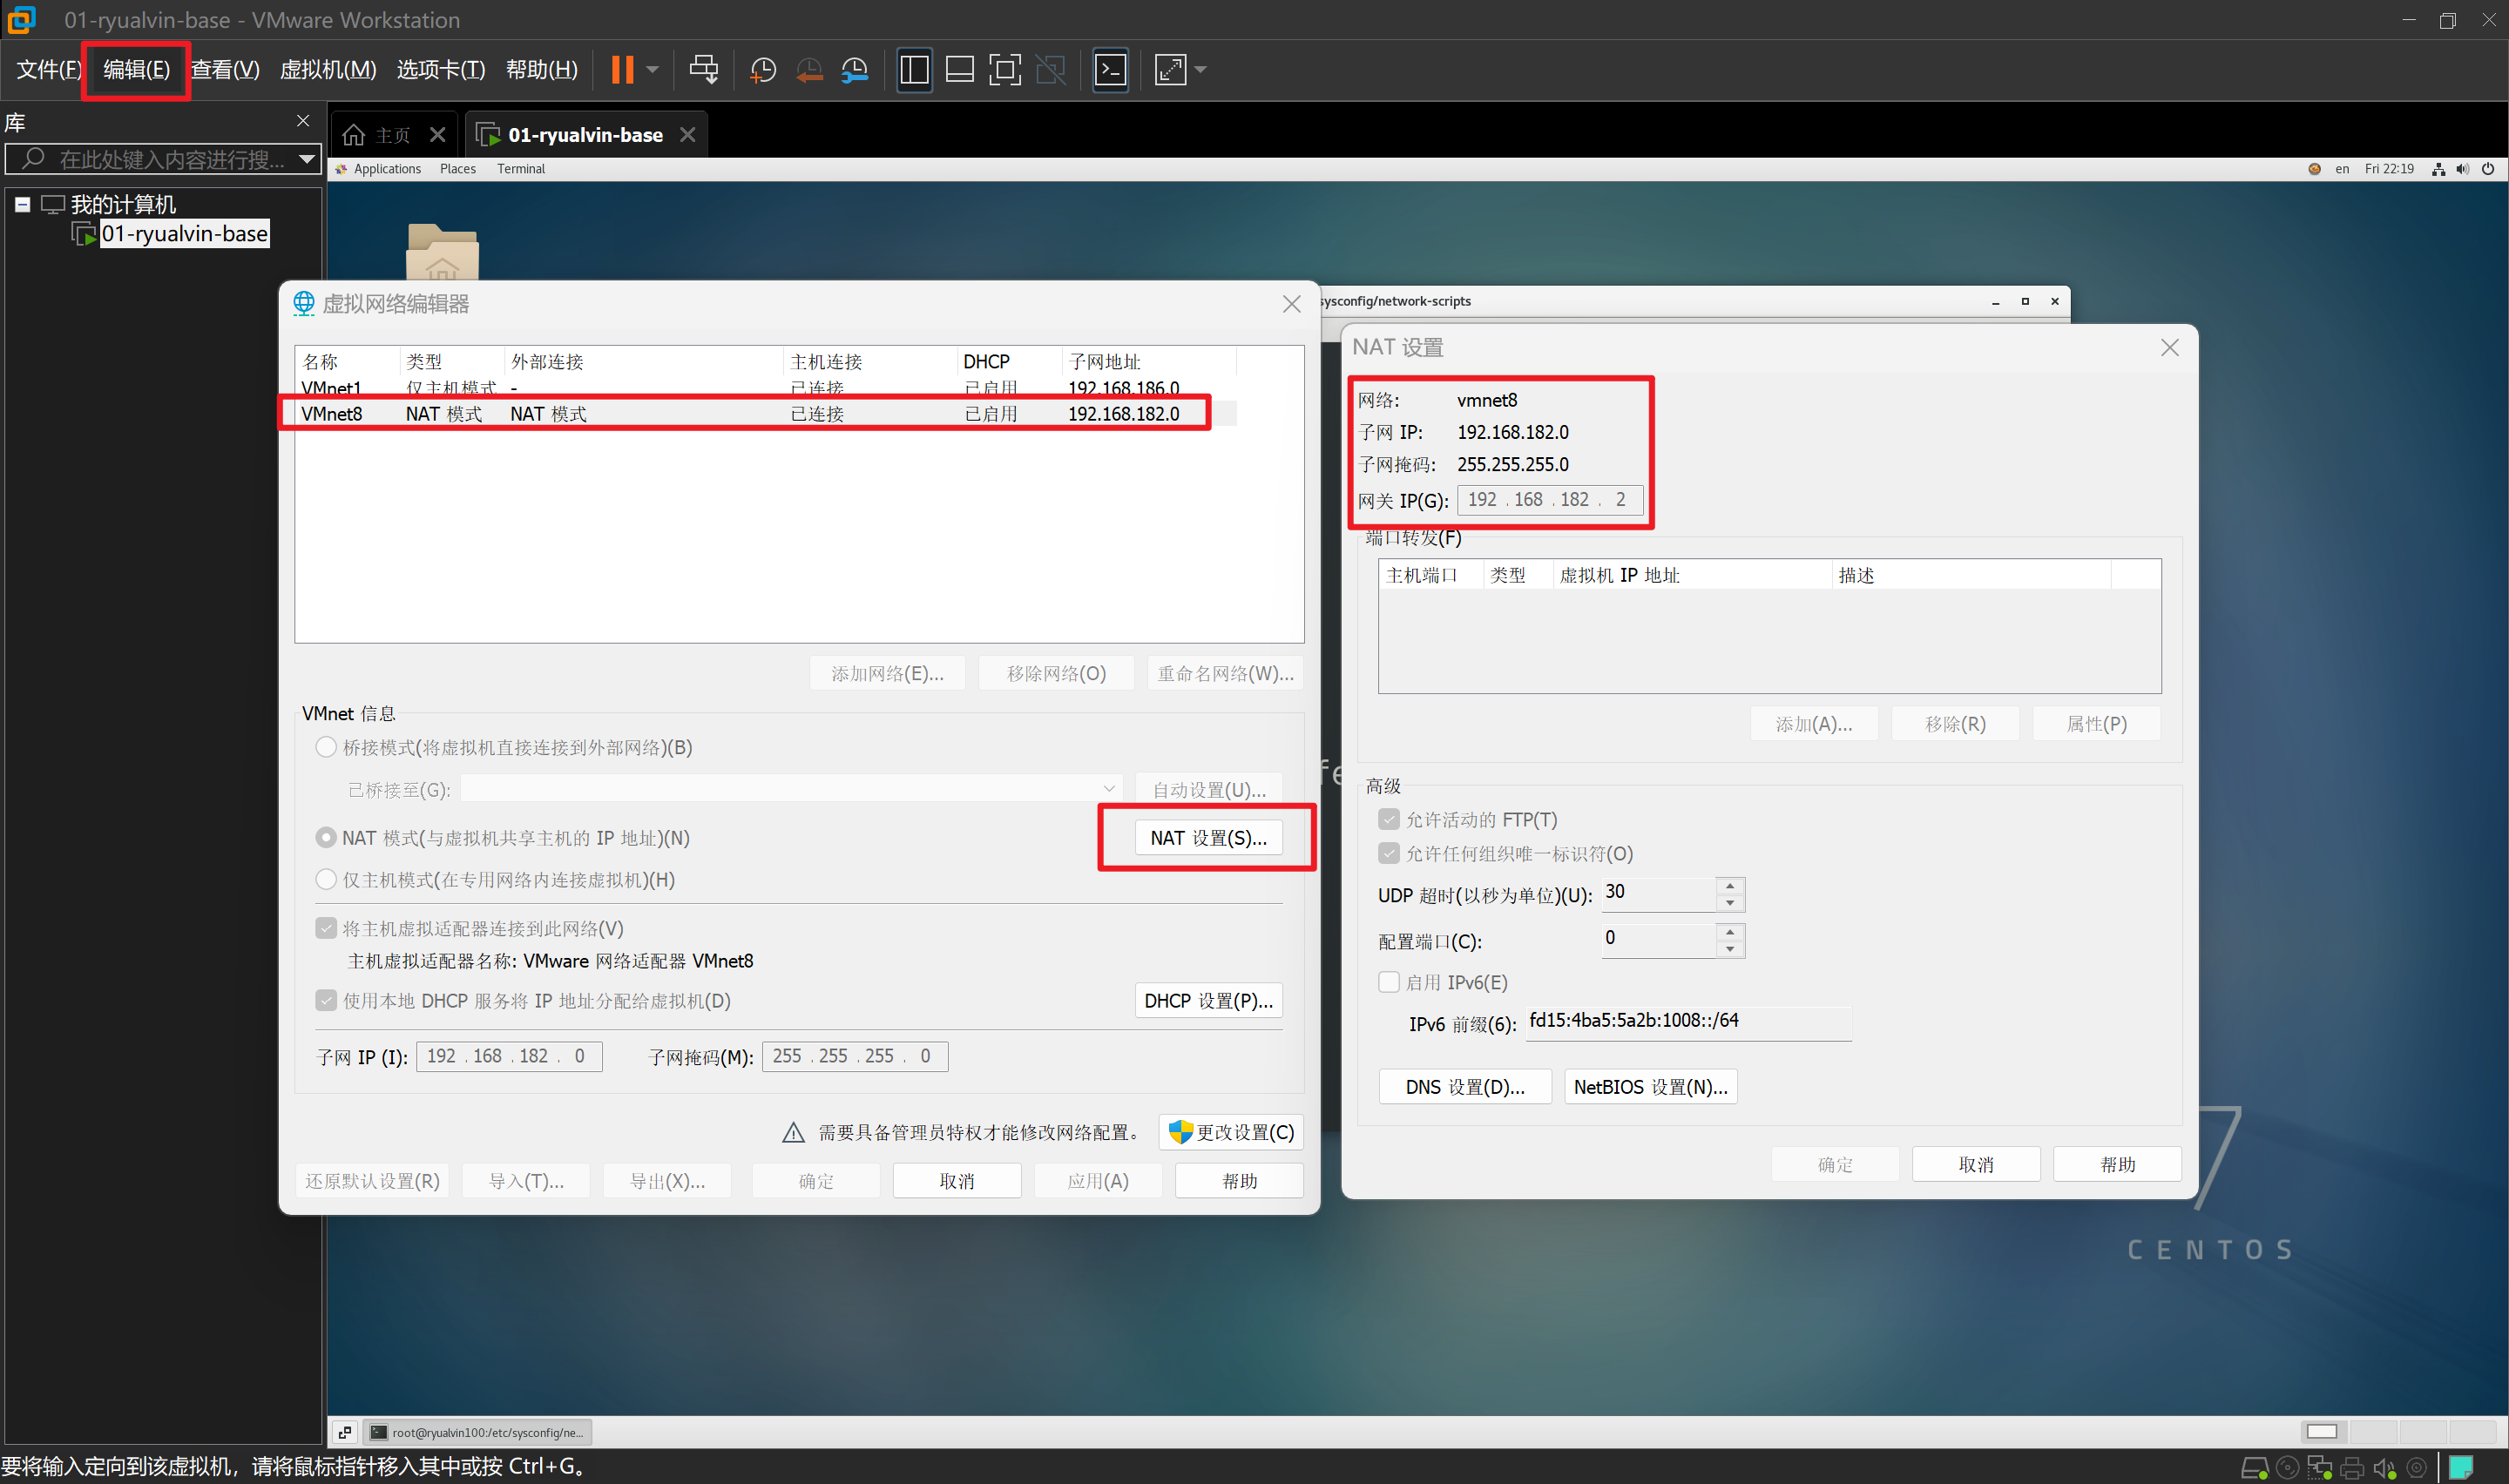 01-ryualvin-base - VMware Workstation
文件(F) 编辑(E) 查看(V) 虚拟机(M) 选项卡(T) 帮助(H)
库
在此处键入内容进行搜...
我的计算机
01-ryualvin-base
主页
01-ryualvin-base
Applications Places Terminal
en Fri 22:19
sysconfig/network-scripts
虚拟网络编辑器
名称 类型 外部连接 主机连接 DHCP 子网地址
VMnet1 仅主机模式 - 已连接 已启用 192.168.186.0
VMnet8 NAT 模式 NAT 模式 已连接 已启用 192.168.182.0
添加网络(E)... 移除网络(O) 重命名网络(W)...
VMnet 信息
桥接模式(将虚拟机直接连接到外部网络)(B)
已桥接至(G): 自动设置(U)...
NAT 模式(与虚拟机共享主机的 IP 地址)(N) NAT 设置(S)...
仅主机模式(在专用网络内连接虚拟机)(H)
将主机虚拟适配器连接到此网络(V)
主机虚拟适配器名称: VMware 网络适配器 VMnet8
使用本地 DHCP 服务将 IP 地址分配给虚拟机(D) DHCP 设置(P)...
子网 IP (I): 192 . 168 . 182 . 0 子网掩码(M): 255 . 255 . 255 . 0
需要具备管理员特权才能修改网络配置。 更改设置(C)
还原默认设置(R) 导入(T)... 导出(X)... 确定 取消 应用(A) 帮助
NAT 设置
网络: vmnet8
子网 IP: 192.168.182.0
子网掩码: 255.255.255.0
网关 IP(G): 192 . 168 . 182 . 2
端口转发(F)
主机端口 类型 虚拟机 IP 地址 描述
添加(A)... 移除(R) 属性(P)
高级
允许活动的 FTP(T)
允许任何组织唯一标识符(O)
UDP 超时(以秒为单位)(U): 30
配置端口(C): 0
启用 IPv6(E)
IPv6 前缀(6): fd15:4ba5:5a2b:1008::/64
DNS 设置(D)... NetBIOS 设置(N)...
确定 取消 帮助
fe
7
CENTOS
root@ryualvin100:/etc/sysconfig/ne...
要将输入定向到该虚拟机，请将鼠标指针移入其中或按 Ctrl+G。